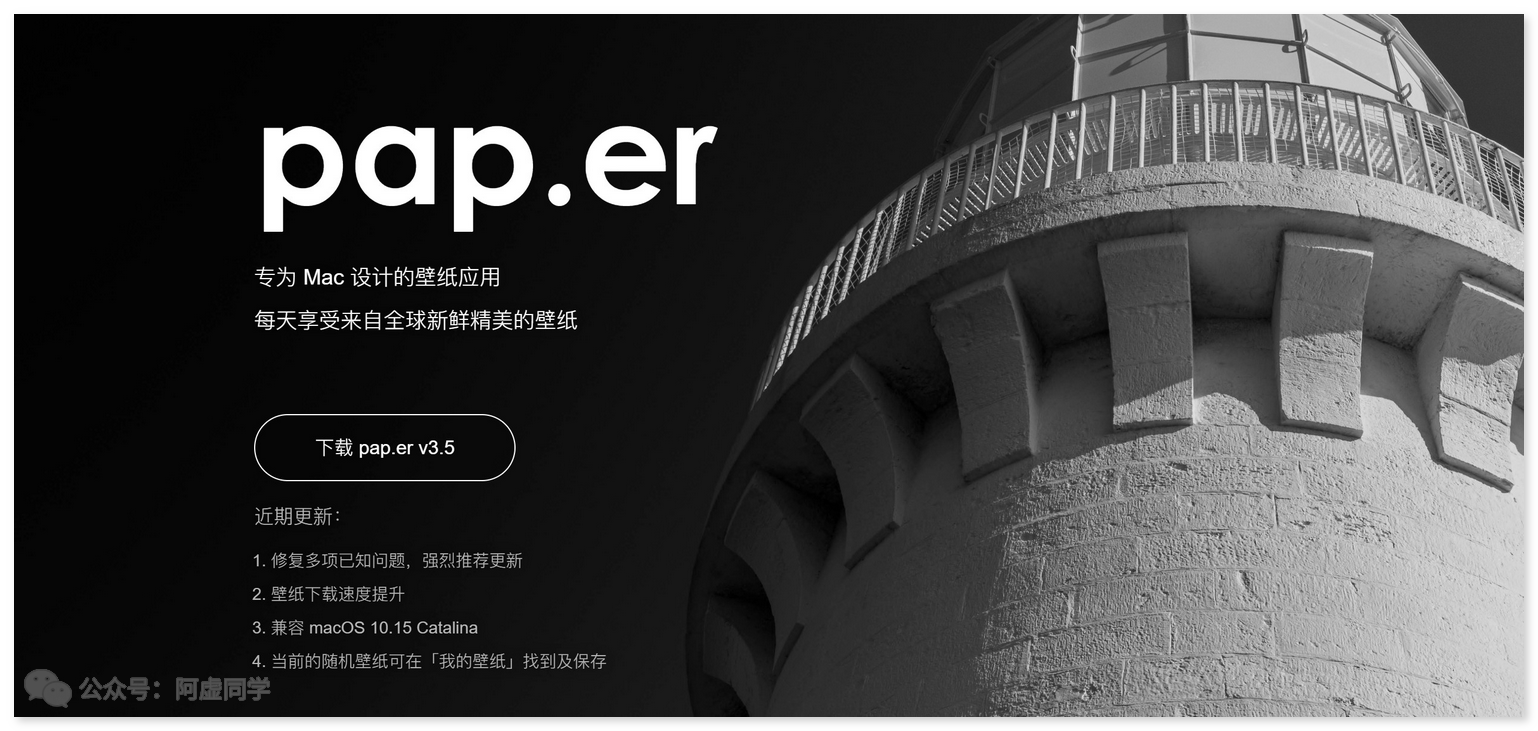 pap.er
专为 Mac 设计的壁纸应用
每天享受来自全球新鲜精美的壁纸
下载 pap.er v3.5
近期更新：
1. 修复多项已知问题，强烈推荐更新
2. 壁纸下载速度提升
3. 兼容 macOS 10.15 Catalina
4. 当前的随机壁纸可在「我的壁纸」找到及保存
公众号：阿虚同学